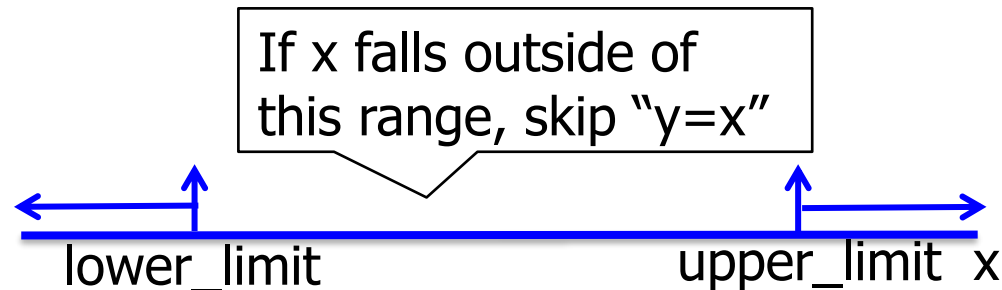 If x falls outside of
this range, skip “y=x”
lower_limit upper_limit x